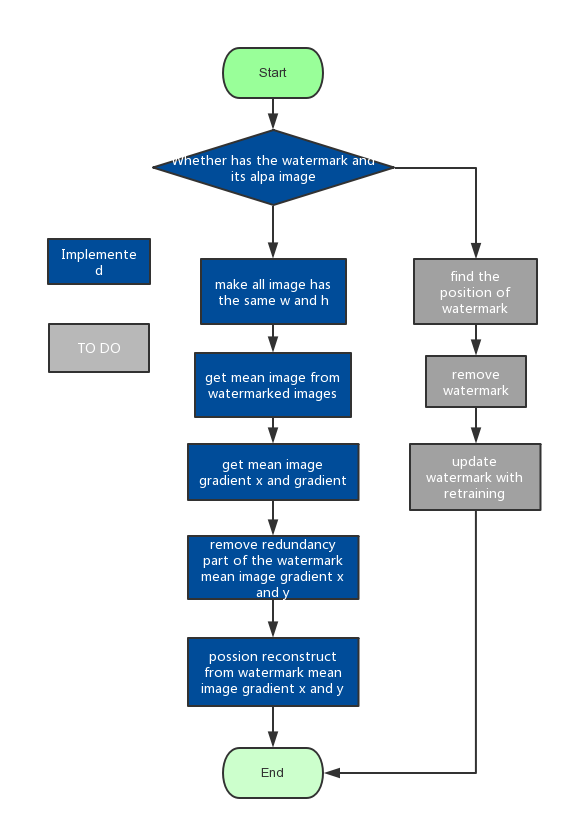 Start
Whether has the watermark and
its alpa image
Implemente
d
TO DO
make all image has
the same w and h
get mean image from
watermarked images
get mean image
gradient x and gradient
remove redundancy
part of the watermark
mean image gradient x
and y
possion reconstruct
from watermark mean
image gradient x and y
find the
position of
watermark
remove
watermark
update
watermark with
retraining
End